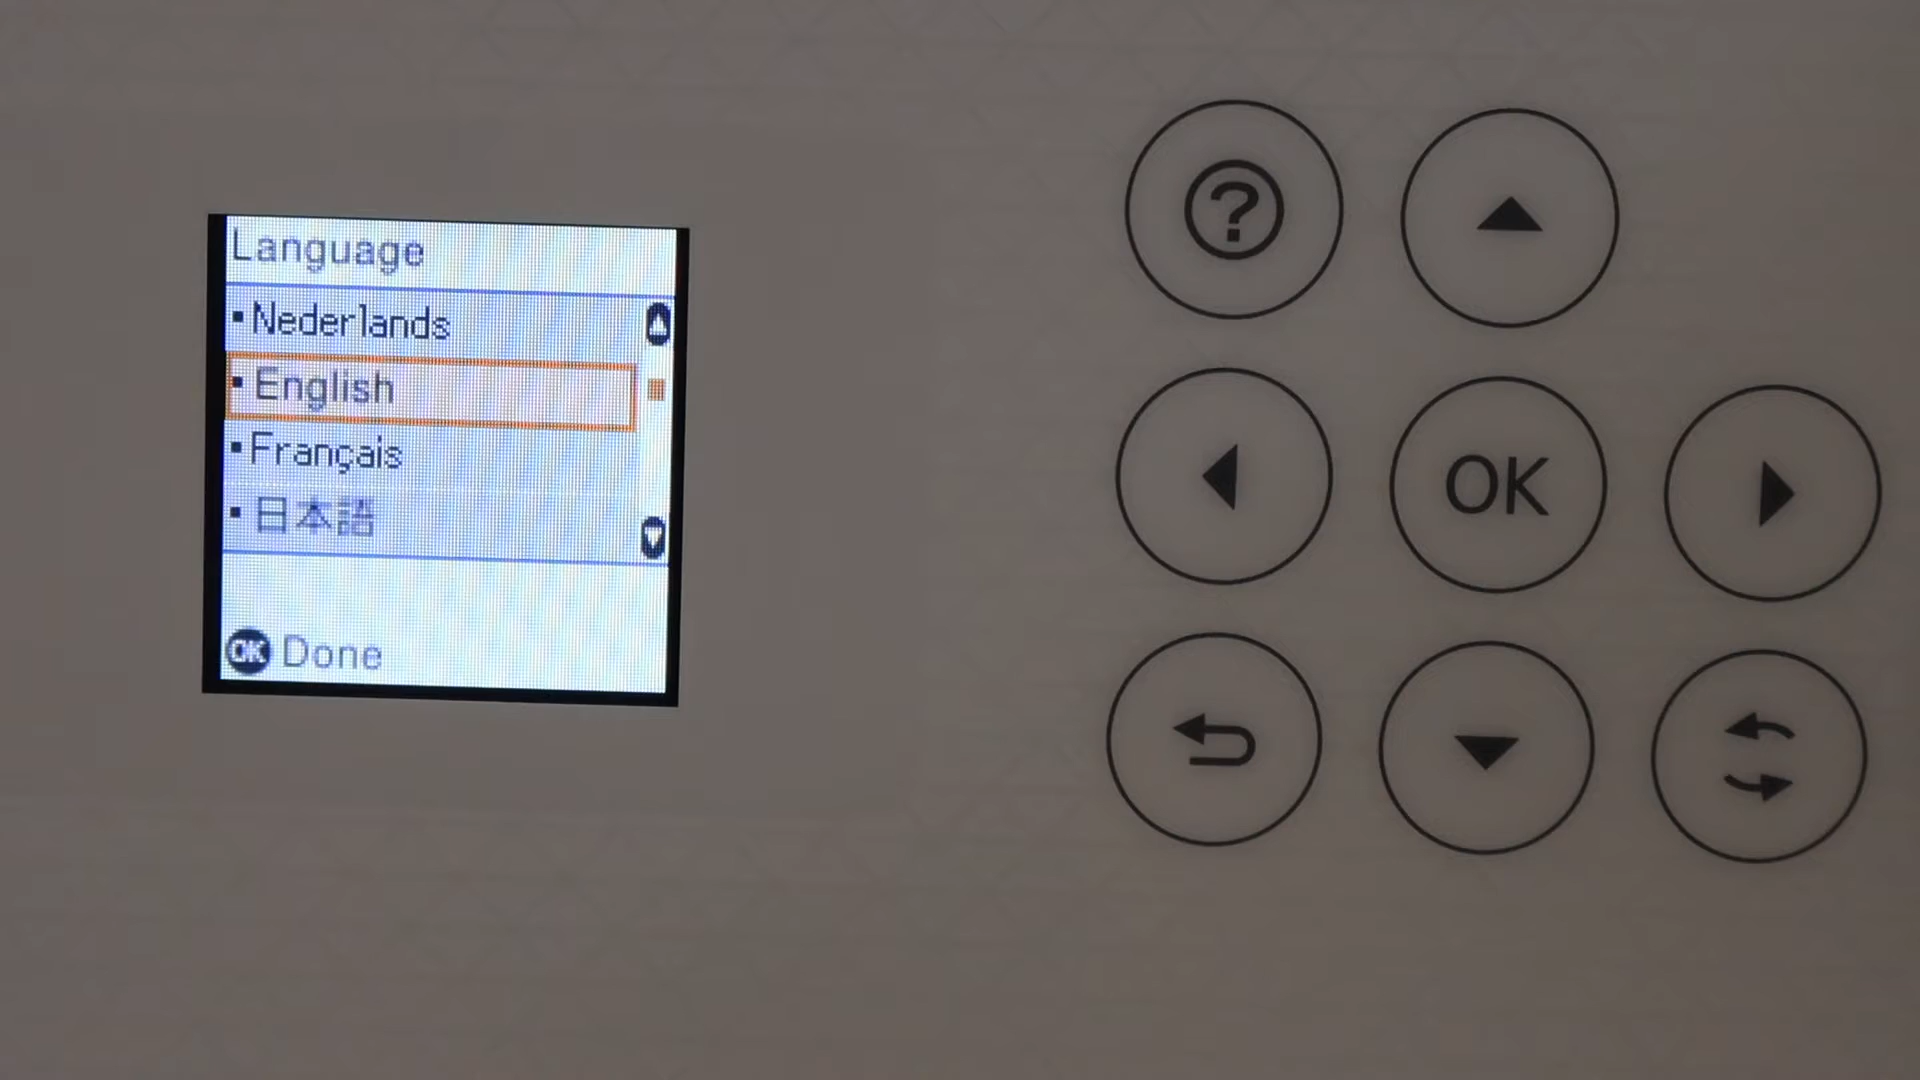 Language
Nederlands
English
Français
日本語
OK Done
?
OK